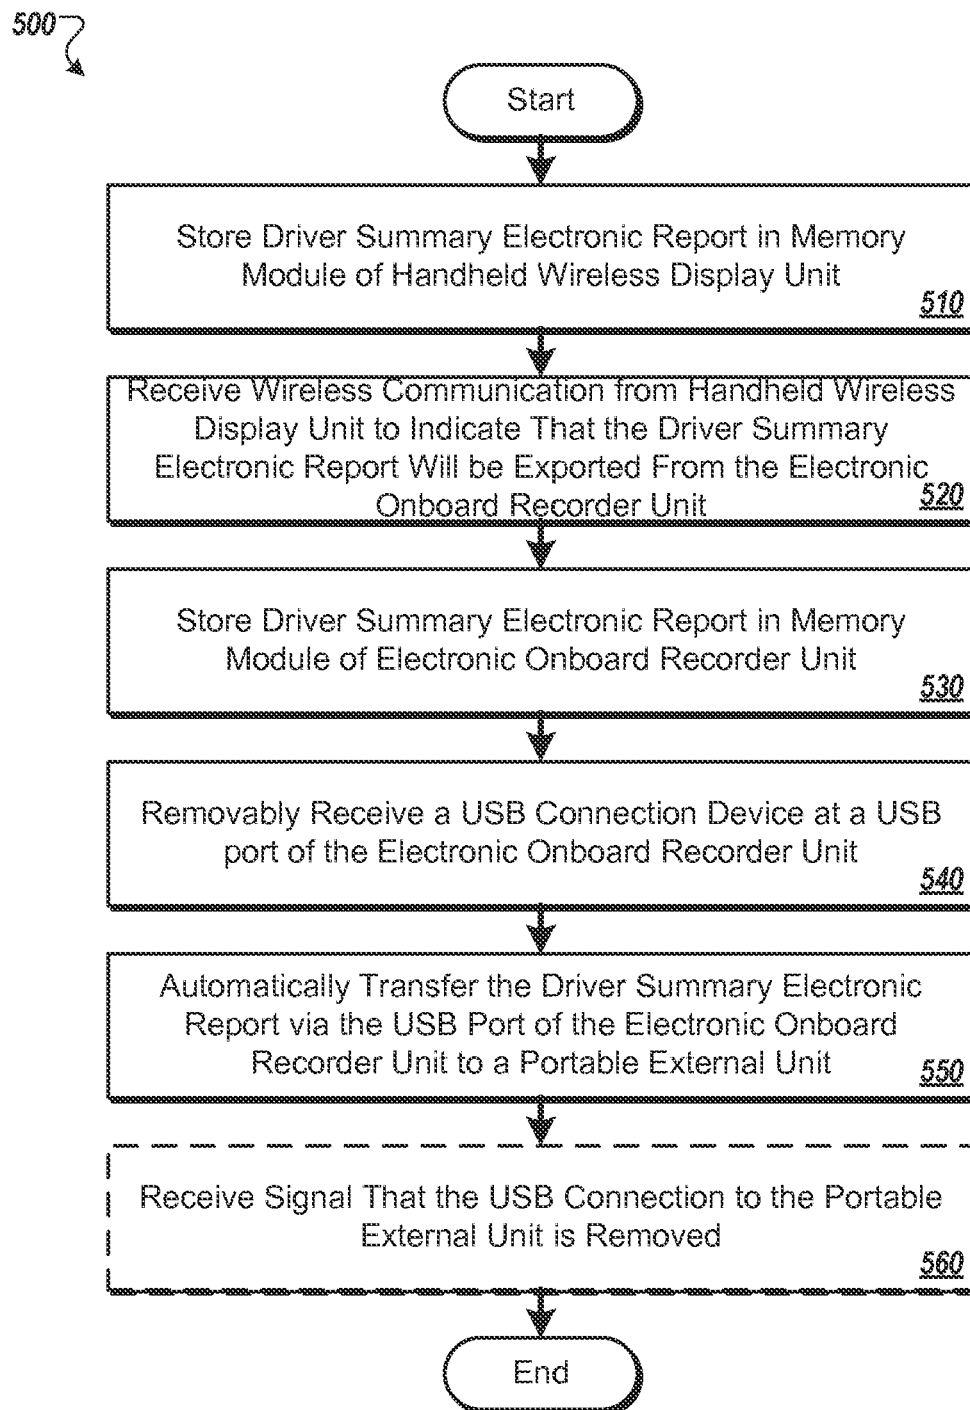 500
Start
Store Driver Summary Electronic Report in Memory
Module of Handheld Wireless Display Unit
510
Receive Wireless Communication from Handheld Wireless
Display Unit to Indicate That the Driver Summary
Electronic Report Will be Exported From the Electronic
Onboard Recorder Unit
520
Store Driver Summary Electronic Report in Memory
Module of Electronic Onboard Recorder Unit
530
Removably Receive a USB Connection Device at a USB
port of the Electronic Onboard Recorder Unit
540
Automatically Transfer the Driver Summary Electronic
Report via the USB Port of the Electronic Onboard
Recorder Unit to a Portable External Unit
550
Receive Signal That the USB Connection to the Portable
External Unit is Removed
560
End